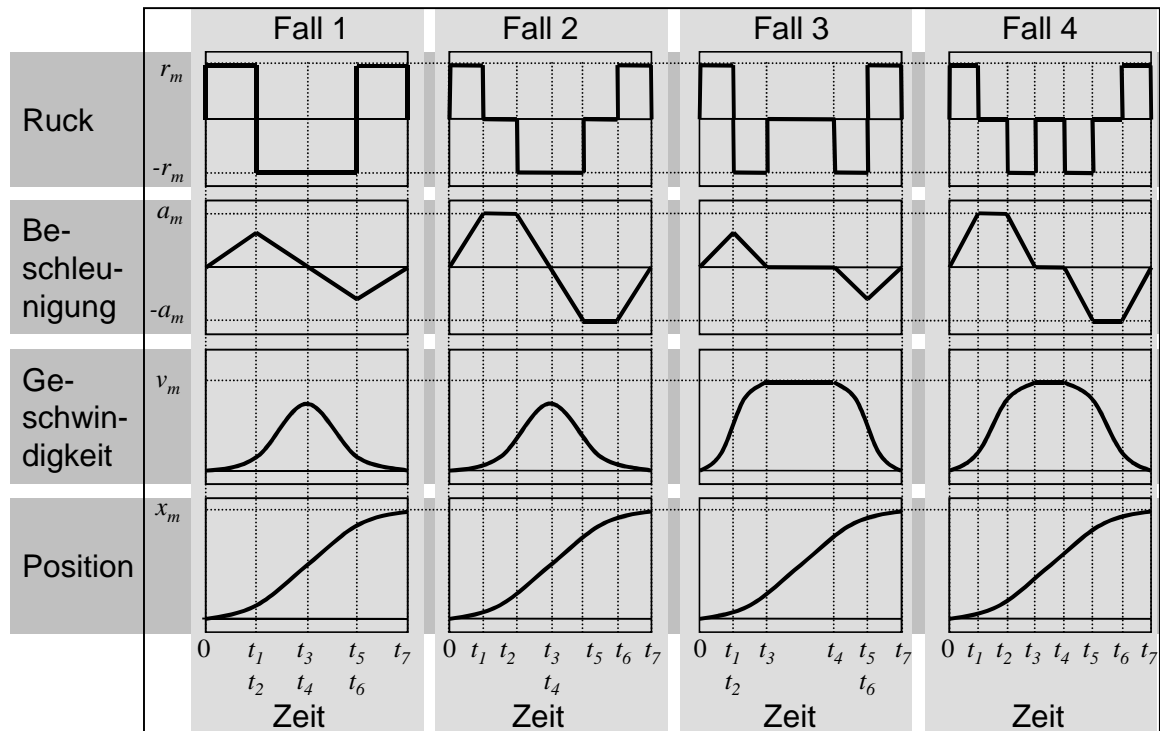 Fall 1 Fall 2 Fall 3 Fall 4
Ruck
r_m
-r_m
Be-
schleu-
nigung
a_m
-a_m
Ge-
schwin-
digkeit
v_m
Position
x_m
0 t_1 t_3 t_5 t_7 0 t_1 t_2 t_3 t_5 t_6 t_7 0 t_1 t_3 t_4 t_5 t_7 0 t_1 t_2 t_3 t_4 t_5 t_6 t_7
t_2 t_4 t_6 t_4 t_2 t_6
Zeit Zeit Zeit Zeit